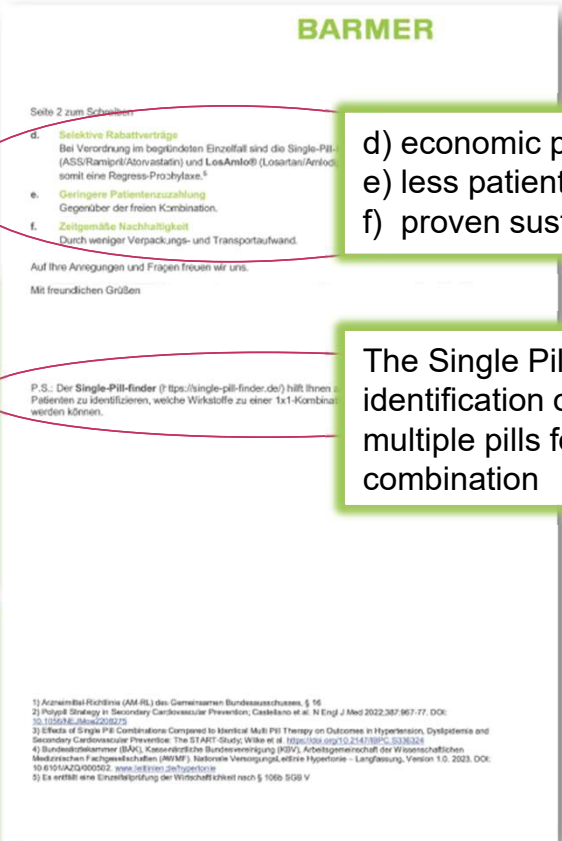 BARMER
Seite 2 zum Schreiben
d. Selektive Rabattverträge
Bei Verordnung im begründeten Einzelfall sind die Single-Pill-
(ASS/Ramipril/Atorvastatin) und LosAmlo® (Losartan/Amlodi
somit eine Regress-Prophylaxe.⁶
e. Geringere Patientenzuzahlung
Gegenüber der freien Kombination.
f. Zeitgemäße Nachhaltigkeit
Durch weniger Verpackungs- und Transportaufwand.
d) economic p
e) less patient
f) proven sus
Auf Ihre Anregungen und Fragen freuen wir uns.
Mit freundlichen Grüßen
P.S.: Der Single-Pill-finder (https://single-pill-finder.de/) hilft Ihnen
Patienten zu identifizieren, welche Wirkstoffe zu einer 1x1-Kombina
werden können.
The Single Pil
identification o
multiple pills f
combination
1) Arzneimittel-Richtlinie (AM-RL) des Gemeinsamen Bundesausschusses, § 16
2) Polypill Strategy in Secondary Cardiovascular Prevention; Castellano et al. N Engl J Med 2022;387:967-77. DOI:
10.1056/NEJMoa2208275
3) Effects of Single Pill Combinations Compared to Identical Multi Pill Therapy on Outcomes in Hypertension, Dyslipidemia and
Secondary Cardiovascular Prevention: The START-Study; Wilke et al. https://doi.org/10.2147/IBPC.S336324
4) Bundesärztekammer (BÄK), Kassenärztliche Bundesvereinigung (KBV), Arbeitsgemeinschaft der Wissenschaftlichen
Medizinischen Fachgesellschaften (AWMF). Nationale VersorgungsLeitlinie Hypertonie – Langfassung, Version 1.0. 2023. DOI:
10.6101/AZQ/000502. www.leitlinien.de/hypertonie
5) Es entfällt eine Einzelfallprüfung der Wirtschaftlichkeit nach § 106b SGB V